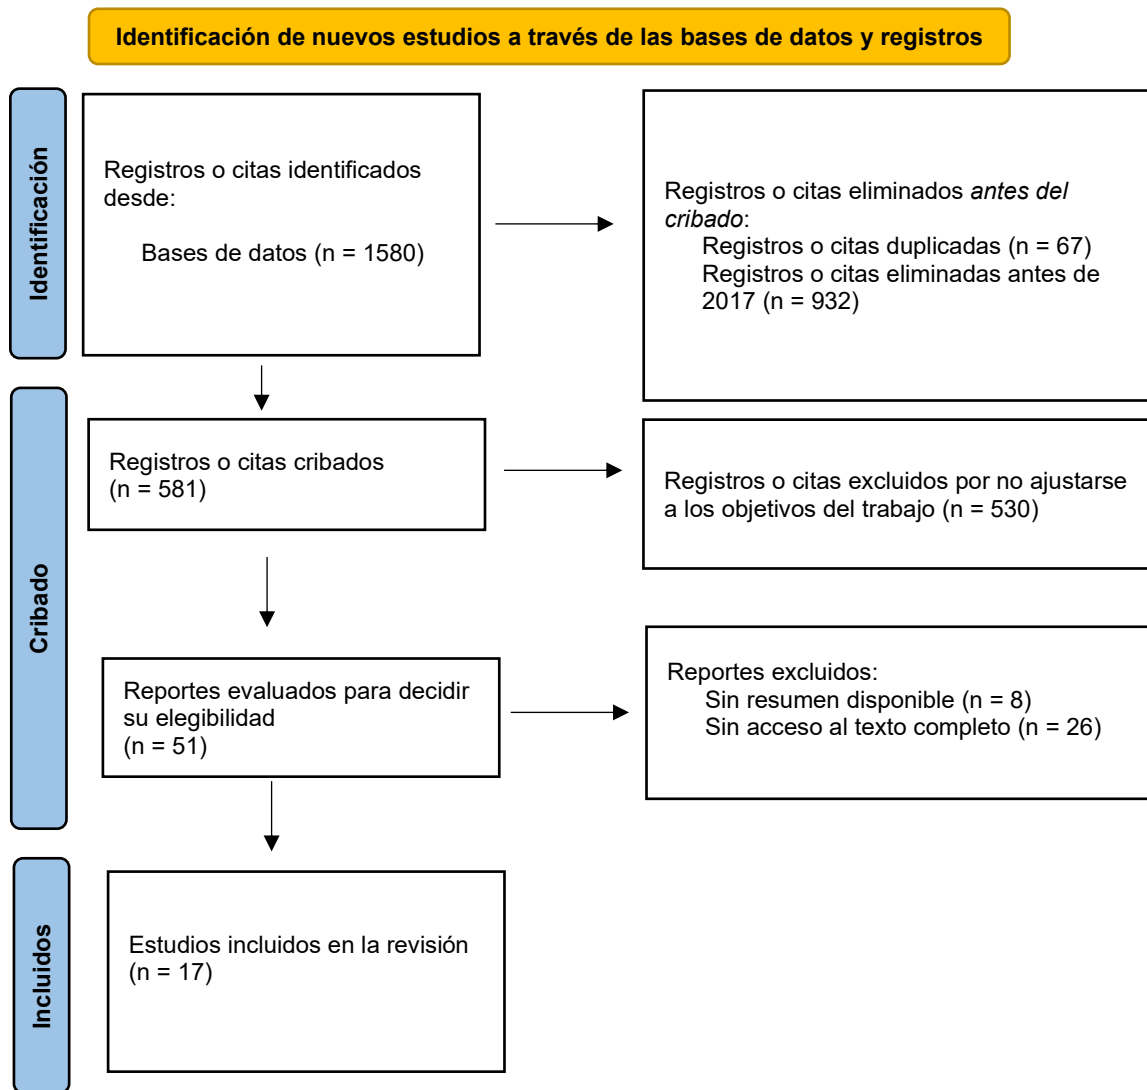 Identificación de nuevos estudios a través de las bases de datos y registros
Identificación
Registros o citas identificados
desde:
Bases de datos (n = 1580)
Registros o citas eliminados antes del
cribado:
Registros o citas duplicadas (n = 67)
Registros o citas eliminadas antes de
2017 (n = 932)
Cribado
Registros o citas cribados
(n = 581)
Registros o citas excluidos por no ajustarse
a los objetivos del trabajo (n = 530)
Reportes evaluados para decidir
su elegibilidad
(n = 51)
Reportes excluidos:
Sin resumen disponible (n = 8)
Sin acceso al texto completo (n = 26)
Incluidos
Estudios incluidos en la revisión
(n = 17)